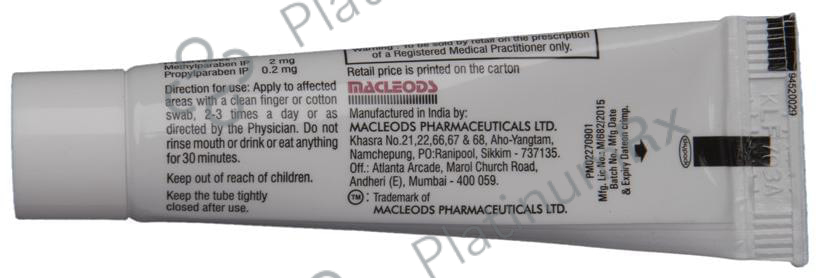 Methylparaben IP 2 mg
Propylparaben IP 0.2 mg
Direction for use: Apply to affected
areas with a clean finger or cotton
swab, 2-3 times a day or as
directed by the Physician. Do not
rinse mouth or drink or eat anything
for 30 minutes.
Keep out of reach of children.
Keep the tube tightly
closed after use.
Warning : To be sold by retail on the prescription
of a Registered Medical Practitioner only.
Retail price is printed on the carton
MACLEODS
Manufactured in India by:
MACLEODS PHARMACEUTICALS LTD.
Khasra No.21,22,66,67 & 68, Aho-Yangtam,
Namchepung, PO:Ranipool, Sikkim - 737135.
Off.: Atlanta Arcade, Marol Church Road,
Andheri (E), Mumbai - 400 059.
TM : Trademark of
MACLEODS PHARMACEUTICALS LTD.
PM02270901
Mfg. Lic No.: M/682/2015
Batch No., Mfg Date
& Expiry Dateon crimp.
94520029
PlatinumRx